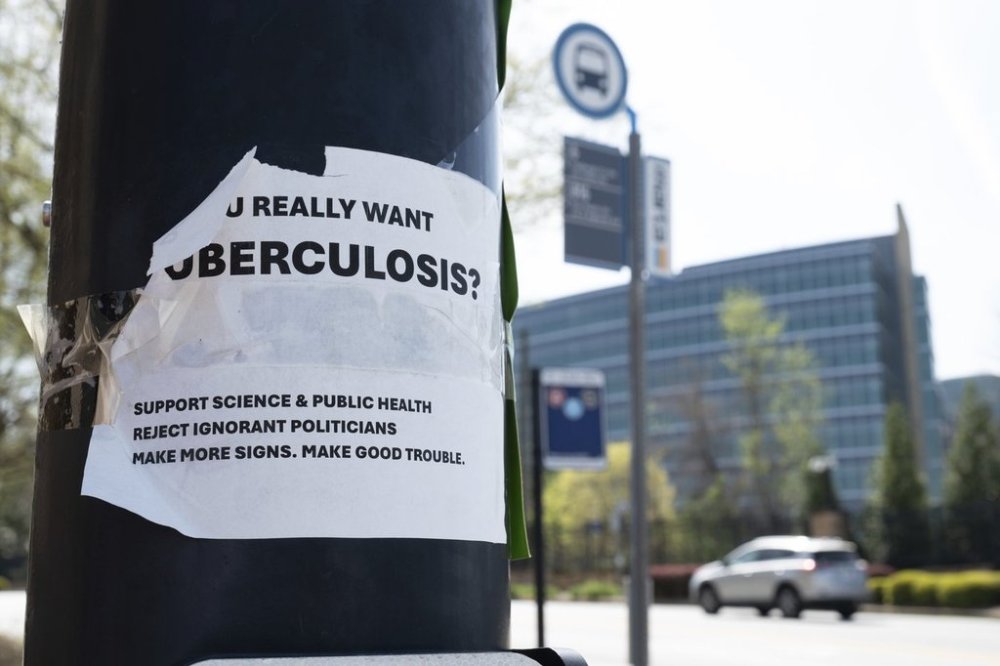 U REALLY WANT
UBERCULOSIS?
SUPPORT SCIENCE & PUBLIC HEALTH
REJECT IGNORANT POLITICIANS
MAKE MORE SIGNS. MAKE GOOD TROUBLE.